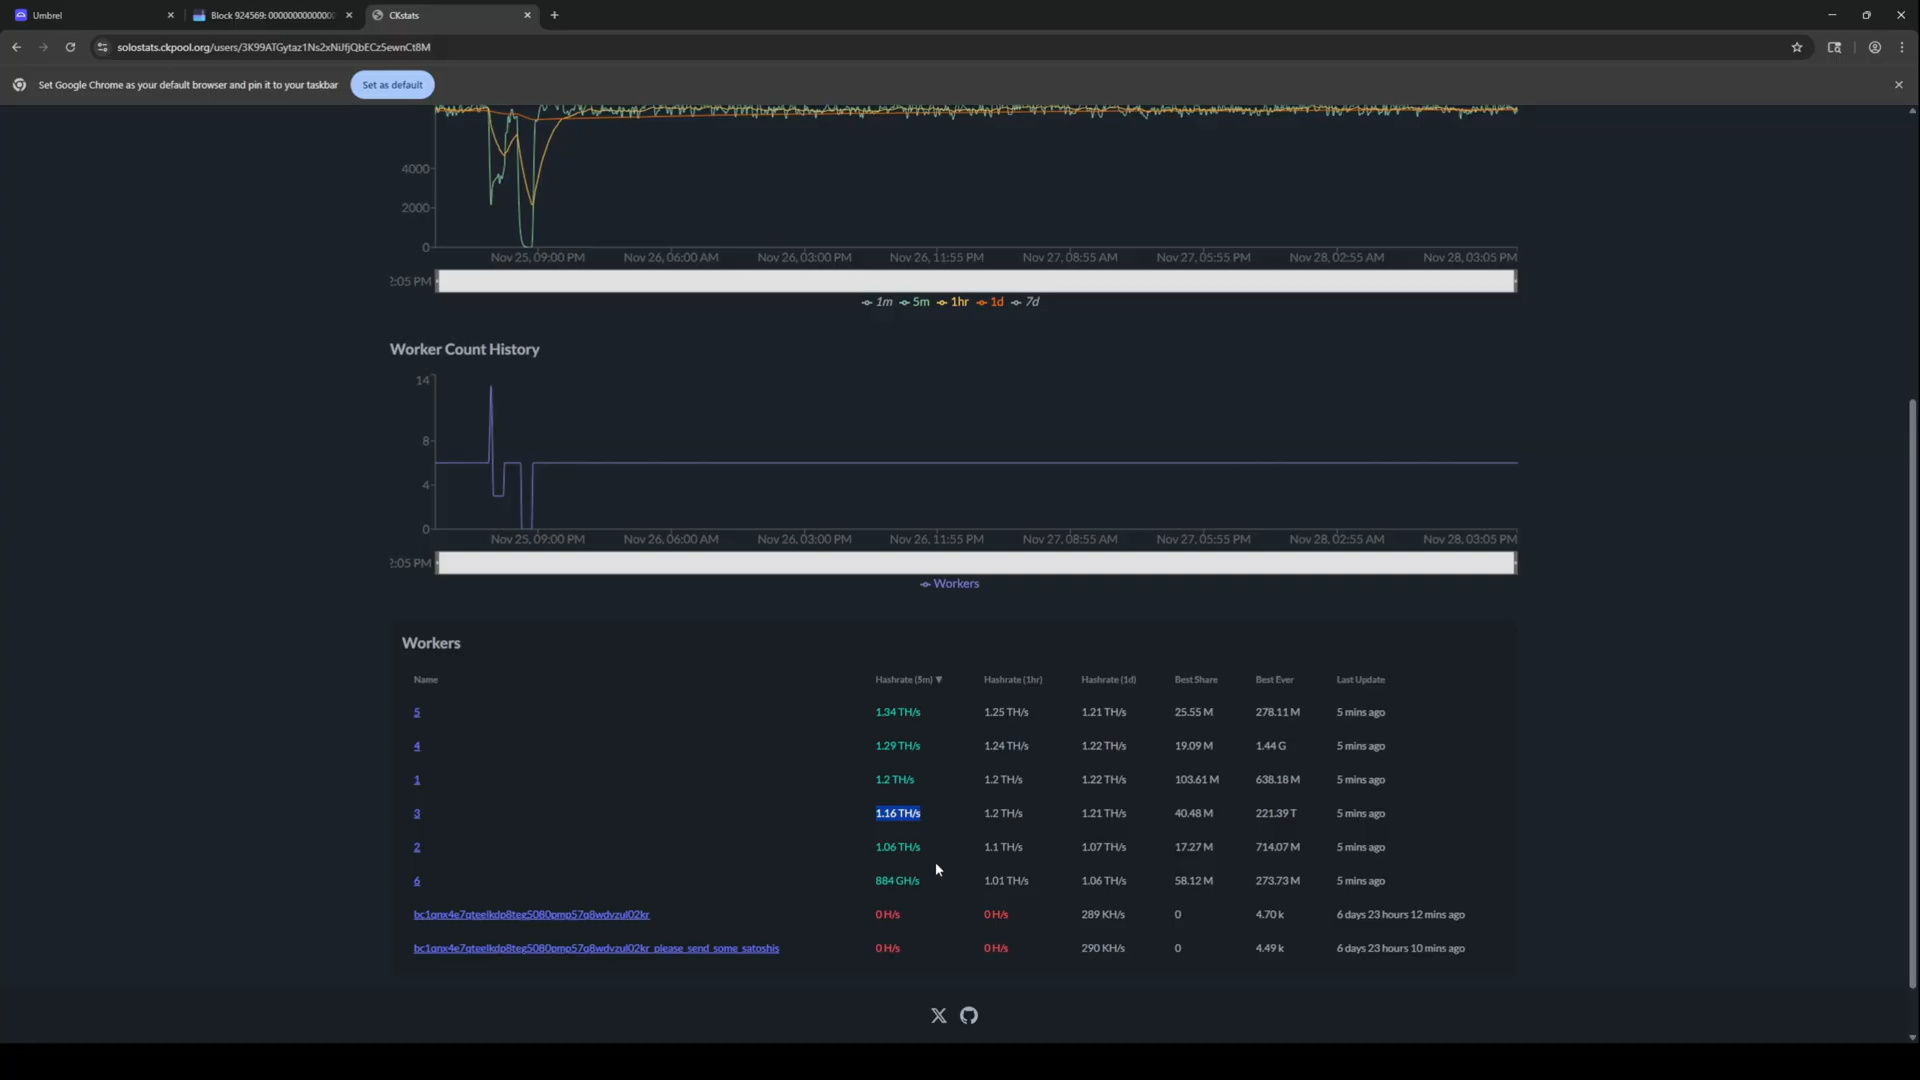 Umbrel
Block 924569: 0000000000000
CKstats
solostats.ckpool.org/users/3K99ATGytaz1Ns2xNiJfjQbECz5ewnCt8M
Set Google Chrome as your default browser and pin it to your taskbar
Set as default
4000
2000
0
Nov 25, 09:00 PM Nov 26, 06:00 AM Nov 26, 03:00 PM Nov 26, 11:55 PM Nov 27, 08:55 AM Nov 27, 05:55 PM Nov 28, 02:55 AM Nov 28, 03:05 PM
2:05 PM
1m 5m 1hr 1d 7d
Worker Count History
14
8
4
0
Nov 25, 09:00 PM Nov 26, 06:00 AM Nov 26, 03:00 PM Nov 26, 11:55 PM Nov 27, 08:55 AM Nov 27, 05:55 PM Nov 28, 02:55 AM Nov 28, 03:05 PM
2:05 PM
Workers
Workers
Name Hashrate (5m) ▼ Hashrate (1hr) Hashrate (1d) Best Share Best Ever Last Update
5 1.34 TH/s 1.25 TH/s 1.21 TH/s 25.55 M 278.11 M 5 mins ago
4 1.29 TH/s 1.24 TH/s 1.22 TH/s 19.09 M 1.44 G 5 mins ago
1 1.2 TH/s 1.2 TH/s 1.22 TH/s 103.61 M 638.18 M 5 mins ago
3 1.16 TH/s 1.2 TH/s 1.21 TH/s 40.48 M 221.39 T 5 mins ago
2 1.06 TH/s 1.1 TH/s 1.07 TH/s 17.27 M 714.07 M 5 mins ago
6 884 GH/s 1.01 TH/s 1.06 TH/s 58.12 M 273.73 M 5 mins ago
bc1qnx4e7qteelkdp8teg5080pmp57q8wdvzul02kr 0 H/s 0 H/s 289 KH/s 0 4.70 k 6 days 23 hours 12 mins ago
bc1qnx4e7qteelkdp8teg5080pmp57q8wdvzul02kr_please_send_some_satoshis 0 H/s 0 H/s 290 KH/s 0 4.49 k 6 days 23 hours 10 mins ago